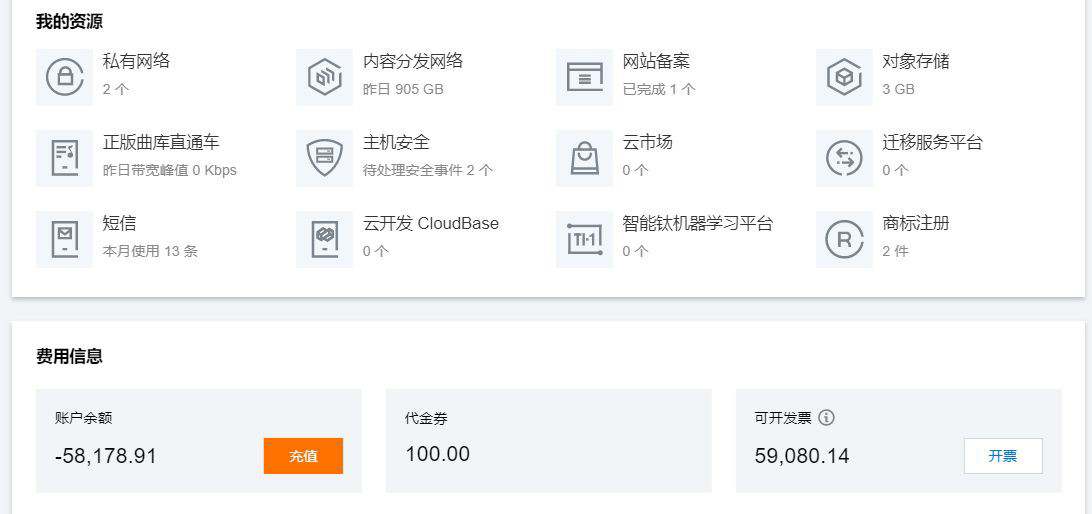 我的资源
私有网络
2 个
内容分发网络
昨日 905 GB
网站备案
已完成 1 个
对象存储
3 GB
正版曲库直通车
昨日带宽峰值 0 Kbps
主机安全
待处理安全事件 2 个
云市场
0 个
迁移服务平台
0 个
短信
本月使用 13 条
云开发 CloudBase
0 个
TI-1
智能钛机器学习平台
0 个
R
商标注册
2 件
费用信息
账户余额
-58,178.91
充值
代金券
100.00
可开发票
59,080.14
开票